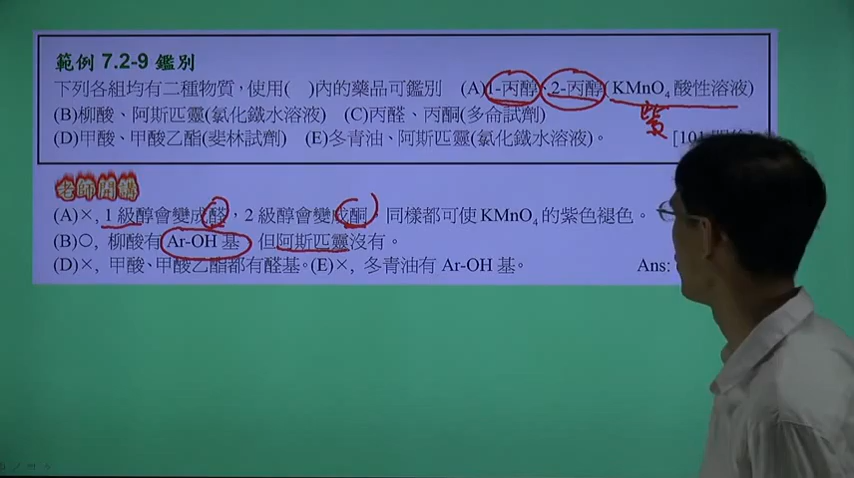 範例 7.2-9 鑑別
下列各組均有二種物質，使用( )內的藥品可鑑別 (A)1-丙醇、2-丙醇(KMnO₄酸性溶液)
(B)柳酸、阿斯匹靈(氯化鐵水溶液) (C)丙醛、丙酮(多侖試劑)
(D)甲酸、甲酸乙酯(斐林試劑) (E)冬青油、阿斯匹靈(氯化鐵水溶液)。 [101
紫
老師開講
(A)×, 1 級醇會變成醛，2 級醇會變成酮，同樣都可使 KMnO₄ 的紫色褪色。
(B)○, 柳酸有 Ar-OH 基 但阿斯匹靈沒有。
(D)×, 甲酸、甲酸乙酯都有醛基。(E)×, 冬青油有 Ar-OH 基。 Ans: